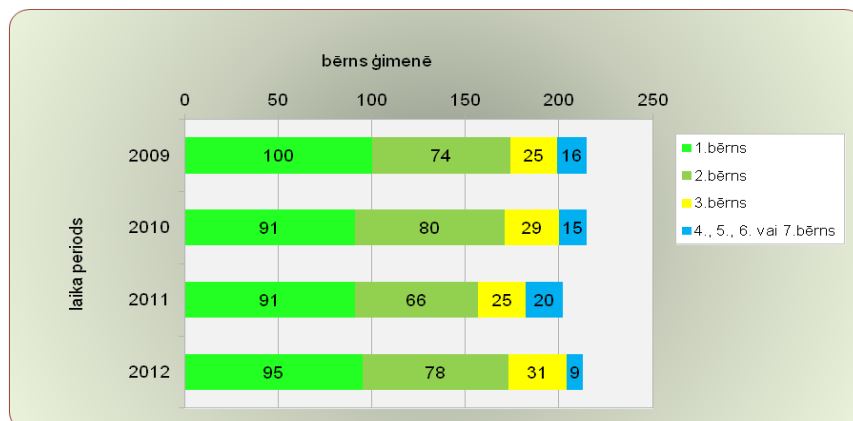 bērns ģimenē
0 50 100 150 200 250
2009 100 74 25 16
2010 91 80 29 15
2011 91 66 25 20
2012 95 78 31 9
laika periods
1.bērns
2.bērns
3.bērns
4., 5., 6. vai 7.bērns